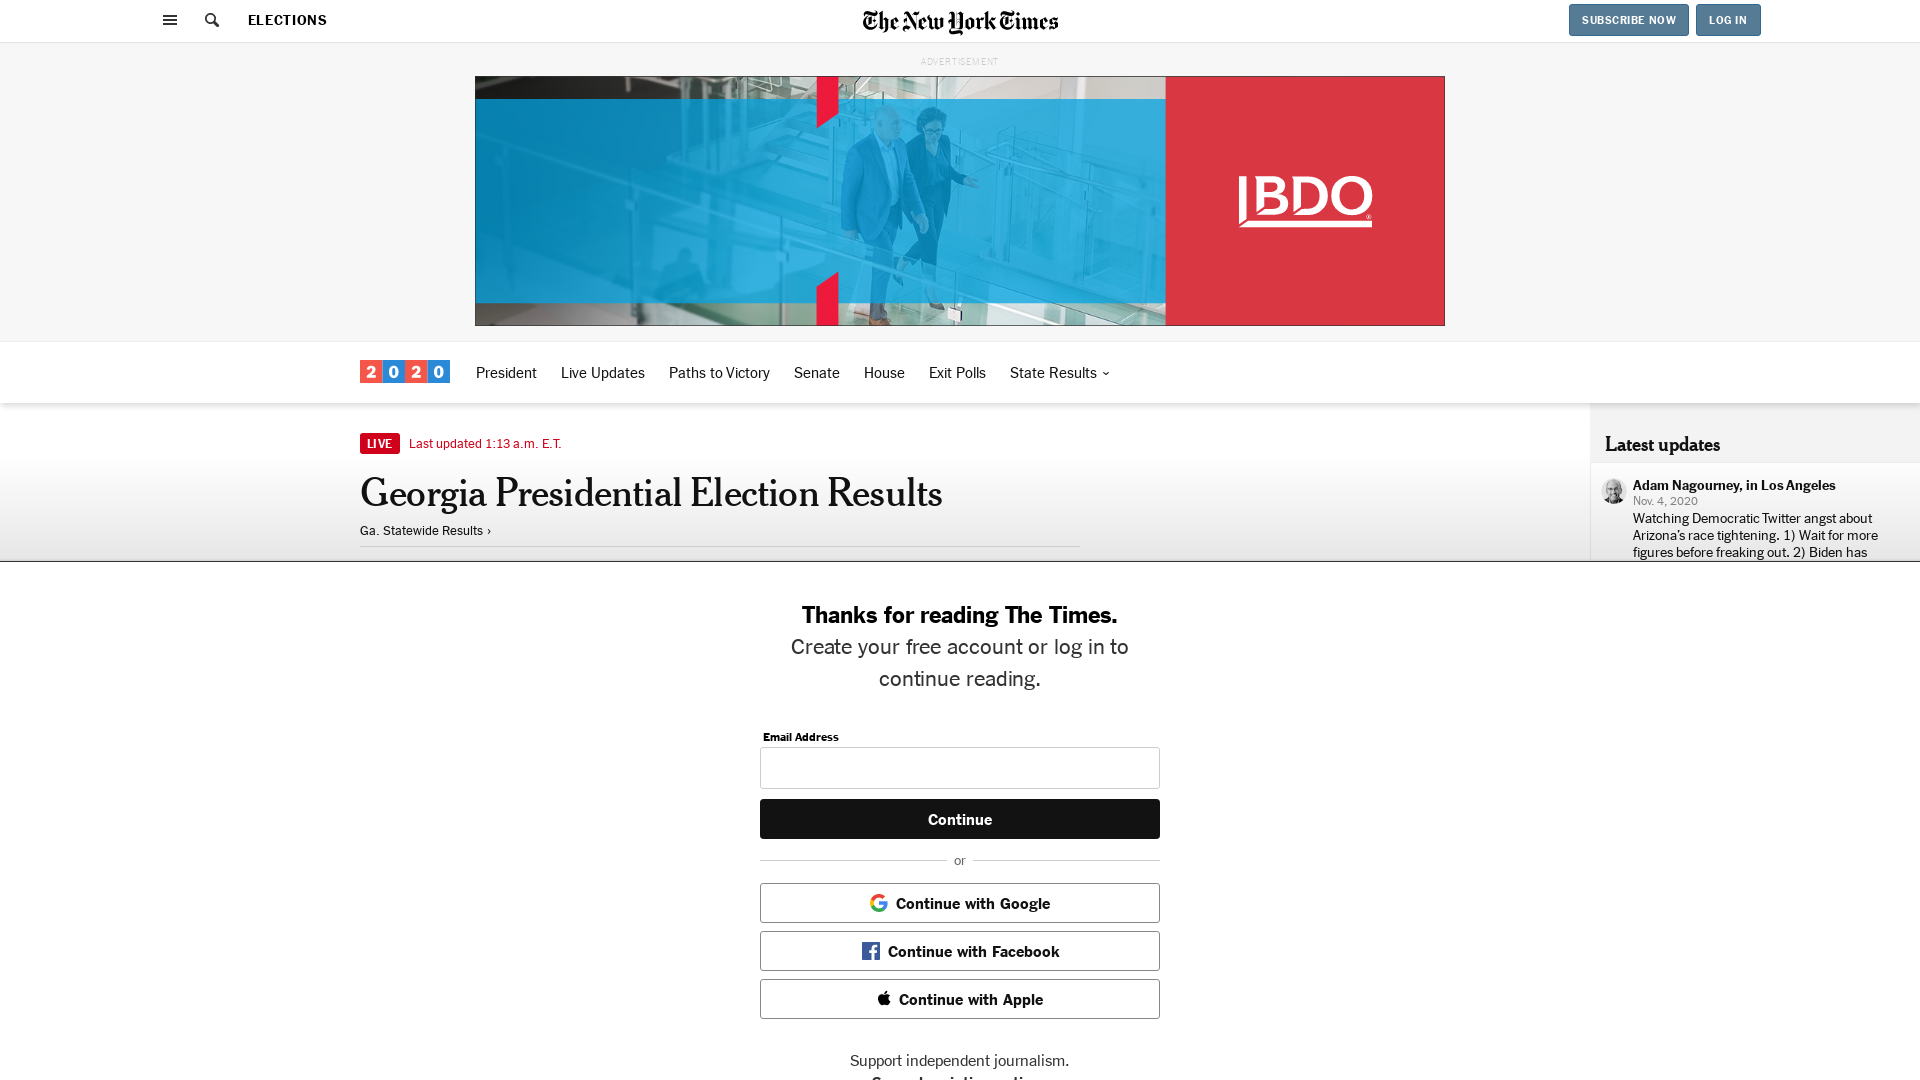 ELECTIONS
The New York Times
SUBSCRIBE NOW
LOG IN
ADVERTISEMENT
BDO
2020
President
Live Updates
Paths to Victory
Senate
House
Exit Polls
State Results
LIVE
Last updated 1:13 a.m. E.T.
Georgia Presidential Election Results
Ga. Statewide Results ›
Latest updates
Adam Nagourney, in Los Angeles
Nov. 4, 2020
Watching Democratic Twitter angst about
Arizona’s race tightening. 1) Wait for more
figures before freaking out. 2) Biden has
Thanks for reading The Times.
Create your free account or log in to
continue reading.
Email Address
Continue
or
Continue with Google
Continue with Facebook
Continue with Apple
Support independent journalism.